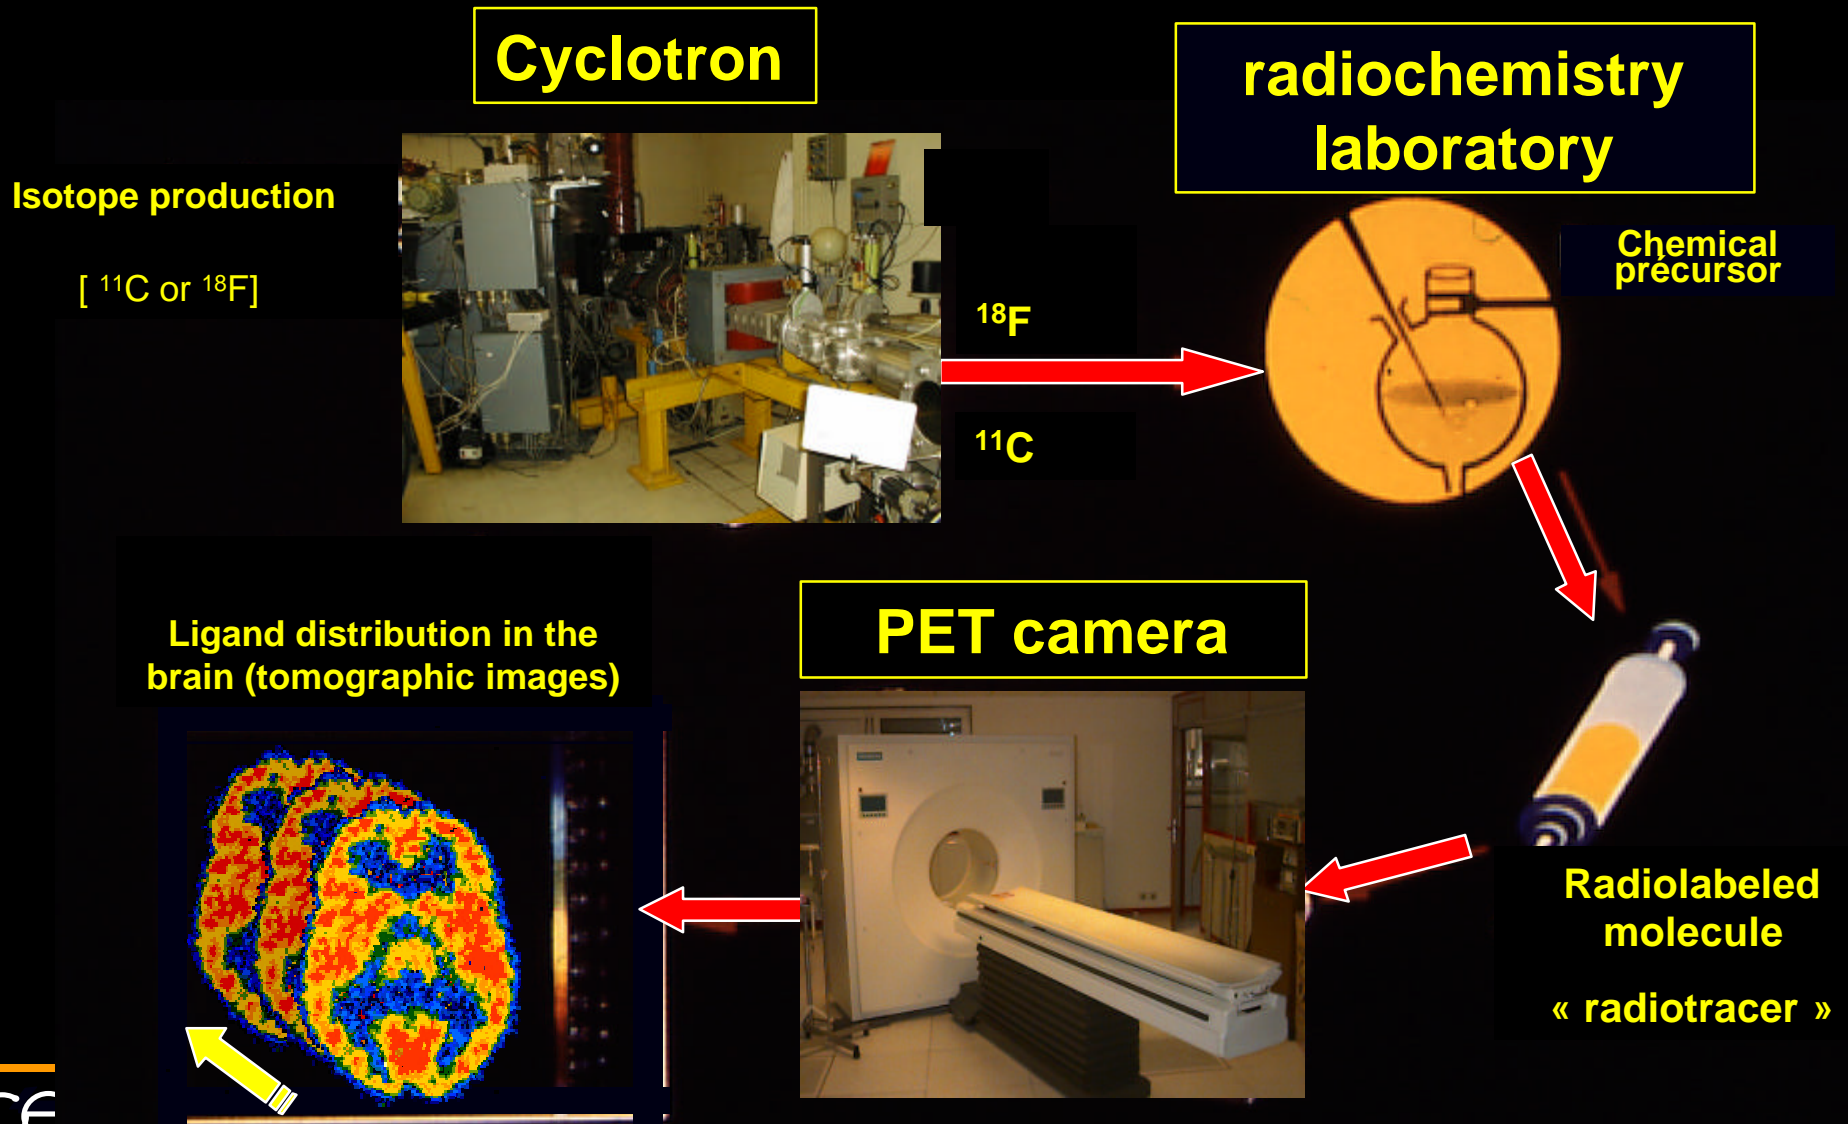 Cyclotron
radiochemistry
laboratory
Isotope production
[ ¹¹C or ¹⁸F]
Chemical
précursor
¹⁸F
¹¹C
Ligand distribution in the
brain (tomographic images)
PET camera
Radiolabeled
molecule
« radiotracer »